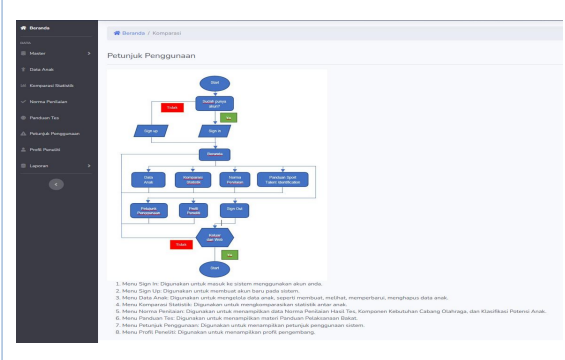 Beranda
Beranda / Komparasi
MENU
Master
Petunjuk Penggunaan
Data Anak
Komparasi Statistik
Norma Penilaian
Panduan Tes
Petunjuk Penggunaan
Profil Peneliti
Laporan
Start
Sudah punya akun?
Tidak
Ya
Sign up
Sign in
Beranda
Data Anak
Komparasi Statistik
Norma Penilaian
Panduan Sport Talent Identification
Petunjuk Penggunaan
Profil Peneliti
Sign Out
Keluar dari Web
Tidak
Ya
Start
1. Menu Sign In: Digunakan untuk masuk ke sistem menggunakan akun anda.
2. Menu Sign Up: Digunakan untuk membuat akun baru pada sistem.
3. Menu Data Anak: Digunakan untuk mengelola data anak, seperti membuat, melihat, memperbarui, menghapus data anak.
4. Menu Komparasi Statistik: Digunakan untuk mengkomparasikan statistik antar anak.
5. Menu Norma Penilaian: Digunakan untuk menampilkan data Norma Penilaian Hasil Tes, Komponen Kebutuhan Cabang Olahraga, dan Klasifikasi Potensi Anak.
6. Menu Panduan Tes: Digunakan untuk menampilkan materi Panduan Pelaksanaan Bakat.
7. Menu Petunjuk Penggunaan: Digunakan untuk menampilkan petunjuk penggunaan sistem.
8. Menu Profil Peneliti: Digunakan untuk menampilkan profil pengembang.